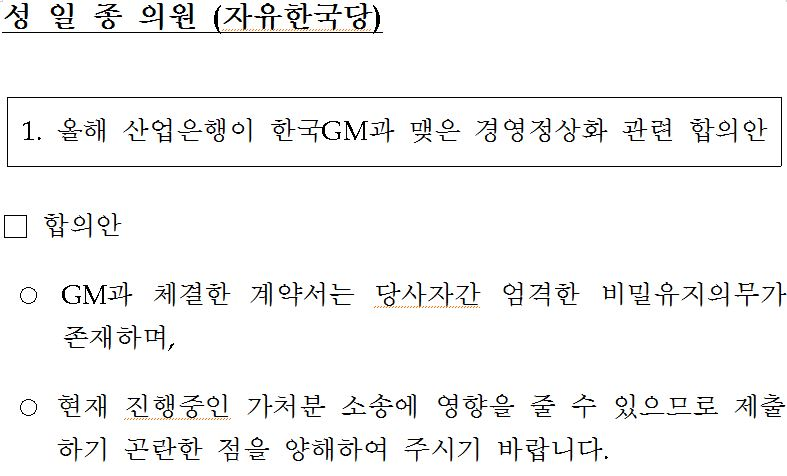 성 일 종 의원 (자유한국당)
1. 올해 산업은행이 한국GM과 맺은 경영정상화 관련 합의안
□ 합의안
○ GM과 체결한 계약서는 당사자간 엄격한 비밀유지의무가
존재하며,
○ 현재 진행중인 가처분 소송에 영향을 줄 수 있으므로 제출
하기 곤란한 점을 양해하여 주시기 바랍니다.